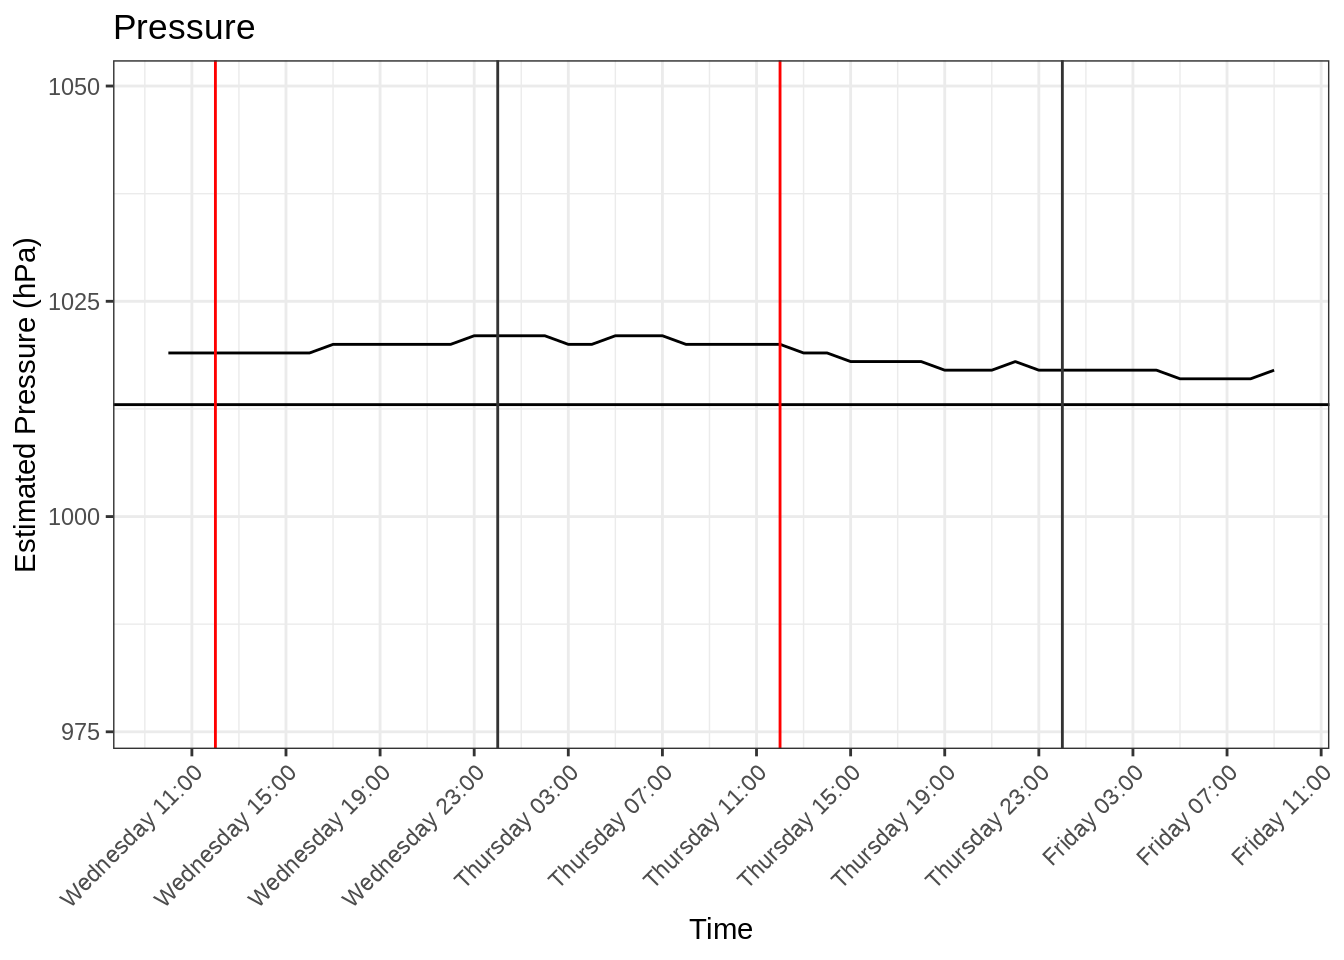 Pressure
Estimated Pressure (hPa)
1050
1025
1000
975
Wednesday 11:00
Wednesday 15:00
Wednesday 19:00
Wednesday 23:00
Thursday 03:00
Thursday 07:00
Thursday 11:00
Thursday 15:00
Thursday 19:00
Thursday 23:00
Friday 03:00
Friday 07:00
Friday 11:00
Time